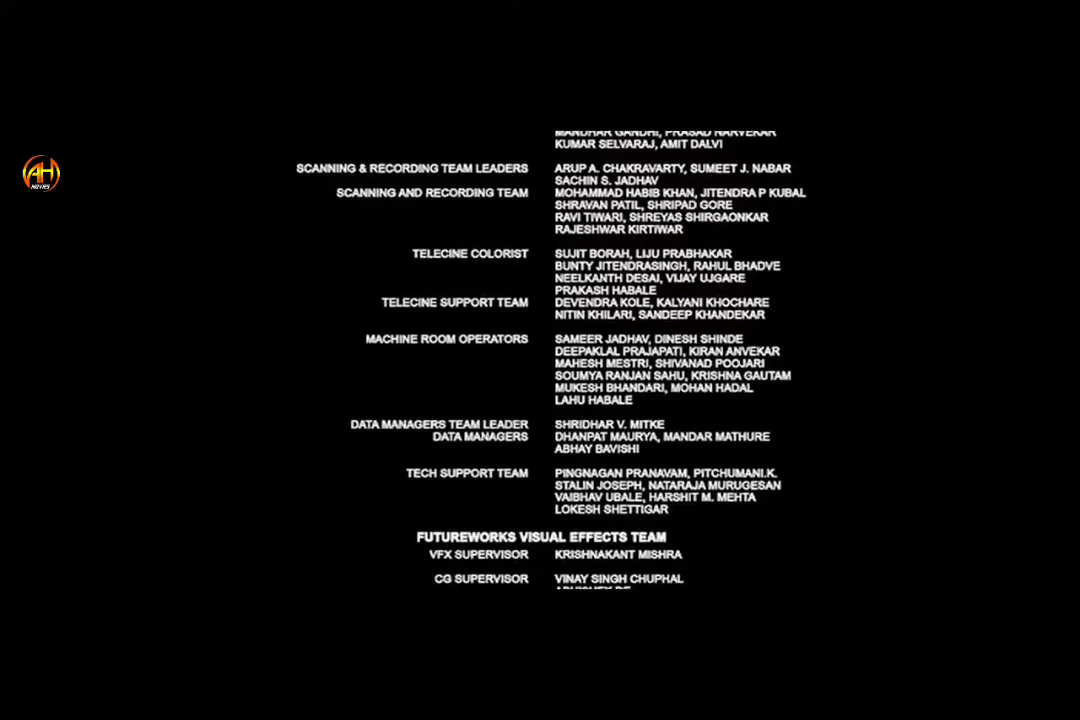 MANDHAR GANDHI, PRASAD NARVEKAR
KUMAR SELVARAJ, AMIT DALVI
AH
MOVIES
SCANNING & RECORDING TEAM LEADERS ARUP A. CHAKRAVARTY, SUMEET J. NABAR
SACHIN S. JADHAV
SCANNING AND RECORDING TEAM MOHAMMAD HABIB KHAN, JITENDRA P KUBAL
SHRAVAN PATIL, SHRIPAD GORE
RAVI TIWARI, SHREYAS SHIRGAONKAR
RAJESHWAR KIRTIWAR
TELECINE COLORIST SUJIT BORAH, LIJU PRABHAKAR
BUNTY JITENDRASINGH, RAHUL BHADVE
NEELKANTH DESAI, VIJAY UJGARE
PRAKASH HABALE
TELECINE SUPPORT TEAM DEVENDRA KOLE, KALYANI KHOCHARE
NITIN KHILARI, SANDEEP KHANDEKAR
MACHINE ROOM OPERATORS SAMEER JADHAV, DINESH SHINDE
DEEPAKLAL PRAJAPATI, KIRAN ANVEKAR
MAHESH MESTRI, SHIVANAD POOJARI
SOUMYA RANJAN SAHU, KRISHNA GAUTAM
MUKESH BHANDARI, MOHAN HADAL
LAHU HABALE
DATA MANAGERS TEAM LEADER SHRIDHAR V. MITKE
DATA MANAGERS DHANPAT MAURYA, MANDAR MATHURE
ABHAY BAVISHI
TECH SUPPORT TEAM PINGNAGAN PRANAVAM, PITCHUMANI.K.
STALIN JOSEPH, NATARAJA MURUGESAN
VAIBHAV UBALE, HARSHIT M. MEHTA
LOKESH SHETTIGAR
FUTUREWORKS VISUAL EFFECTS TEAM
VFX SUPERVISOR KRISHNAKANT MISHRA
CG SUPERVISOR VINAY SINGH CHUPHAL